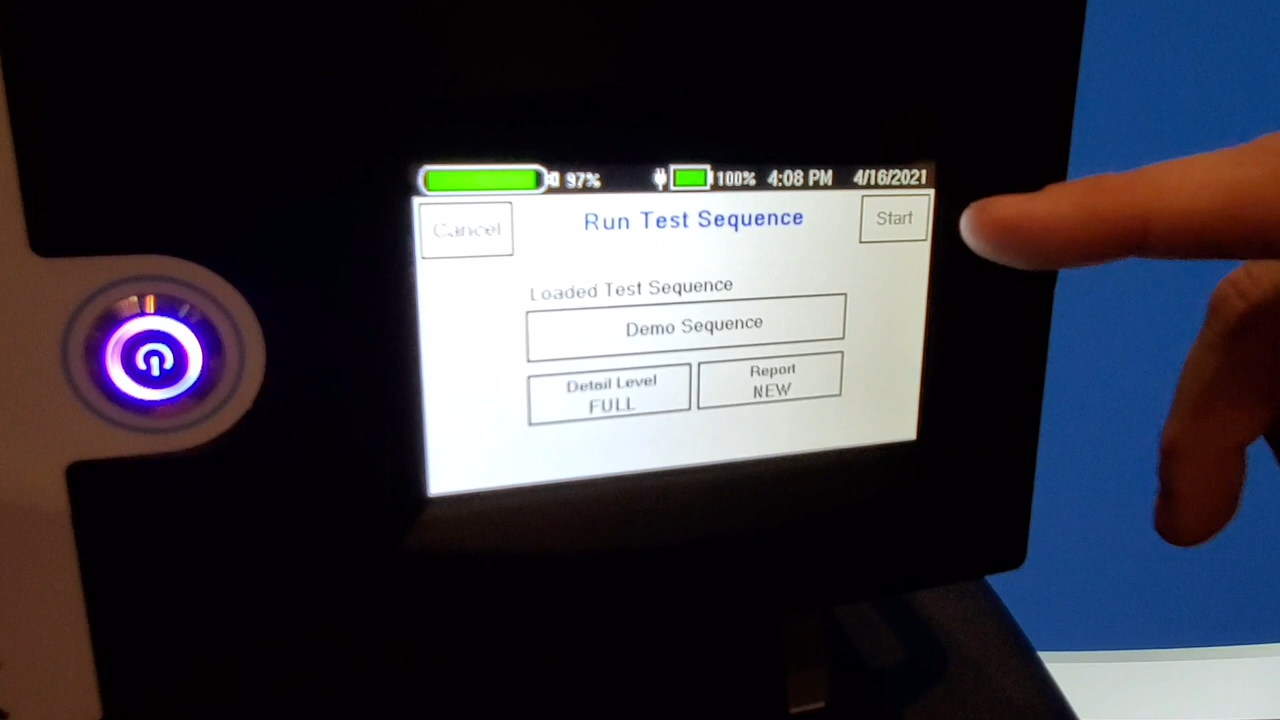 97% 100% 4:08 PM 4/16/2021
Cancel Run Test Sequence Start
Loaded Test Sequence
Demo Sequence
Detail Level
FULL
Report
NEW